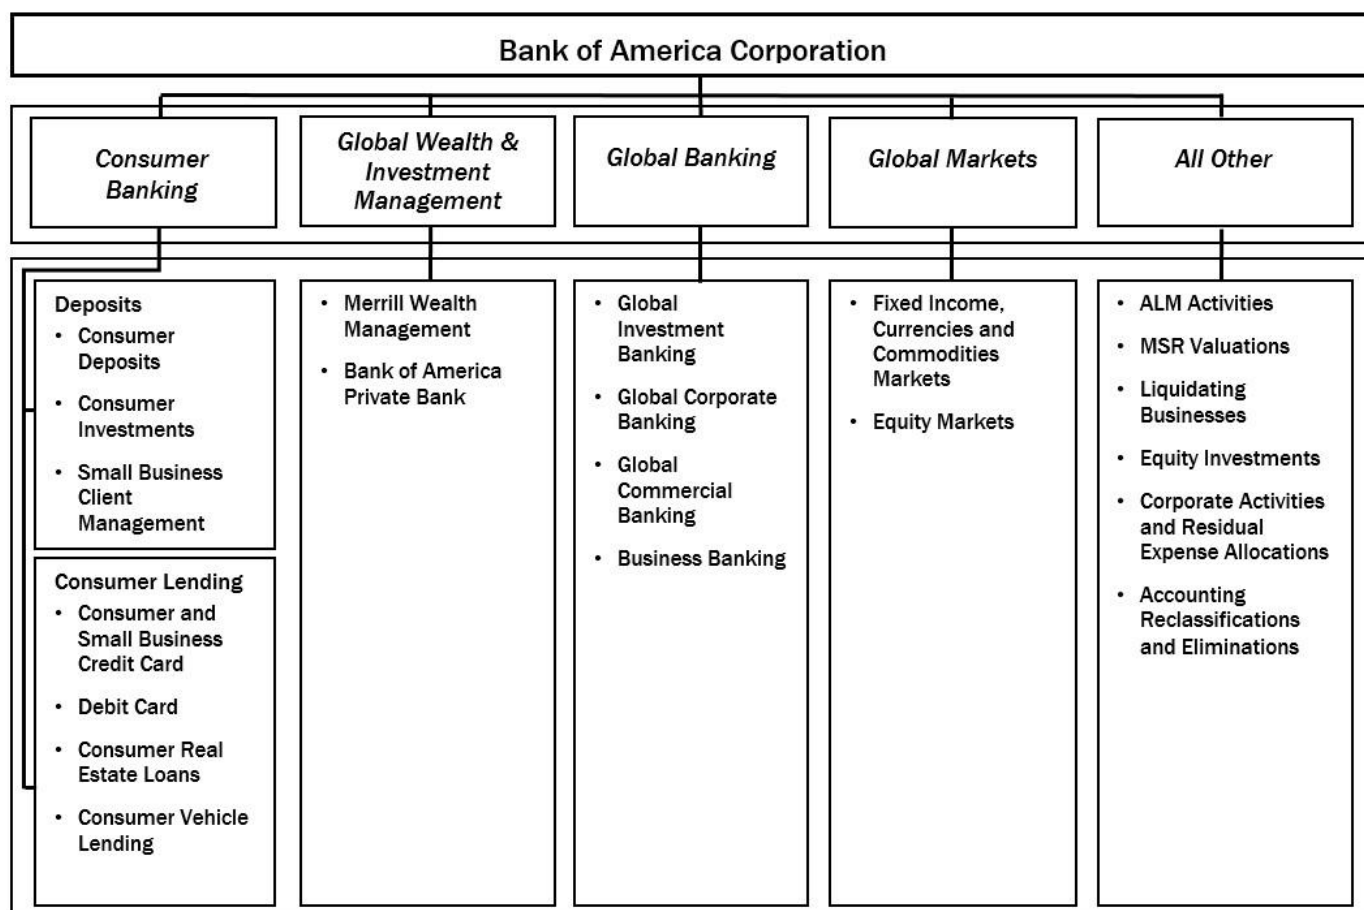 Bank of America Corporation
Consumer
Banking
Global Wealth &
Investment
Management
Global Banking
Global Markets
All Other
Deposits
• Consumer
Deposits
• Consumer
Investments
• Small Business
Client
Management
Consumer Lending
• Consumer and
Small Business
Credit Card
• Debit Card
• Consumer Real
Estate Loans
• Consumer Vehicle
Lending
• Merrill Wealth
Management
• Bank of America
Private Bank
• Global
Investment
Banking
• Global Corporate
Banking
• Global
Commercial
Banking
• Business Banking
• Fixed Income,
Currencies and
Commodities
Markets
• Equity Markets
• ALM Activities
• MSR Valuations
• Liquidating
Businesses
• Equity Investments
• Corporate Activities
and Residual
Expense Allocations
• Accounting
Reclassifications
and Eliminations